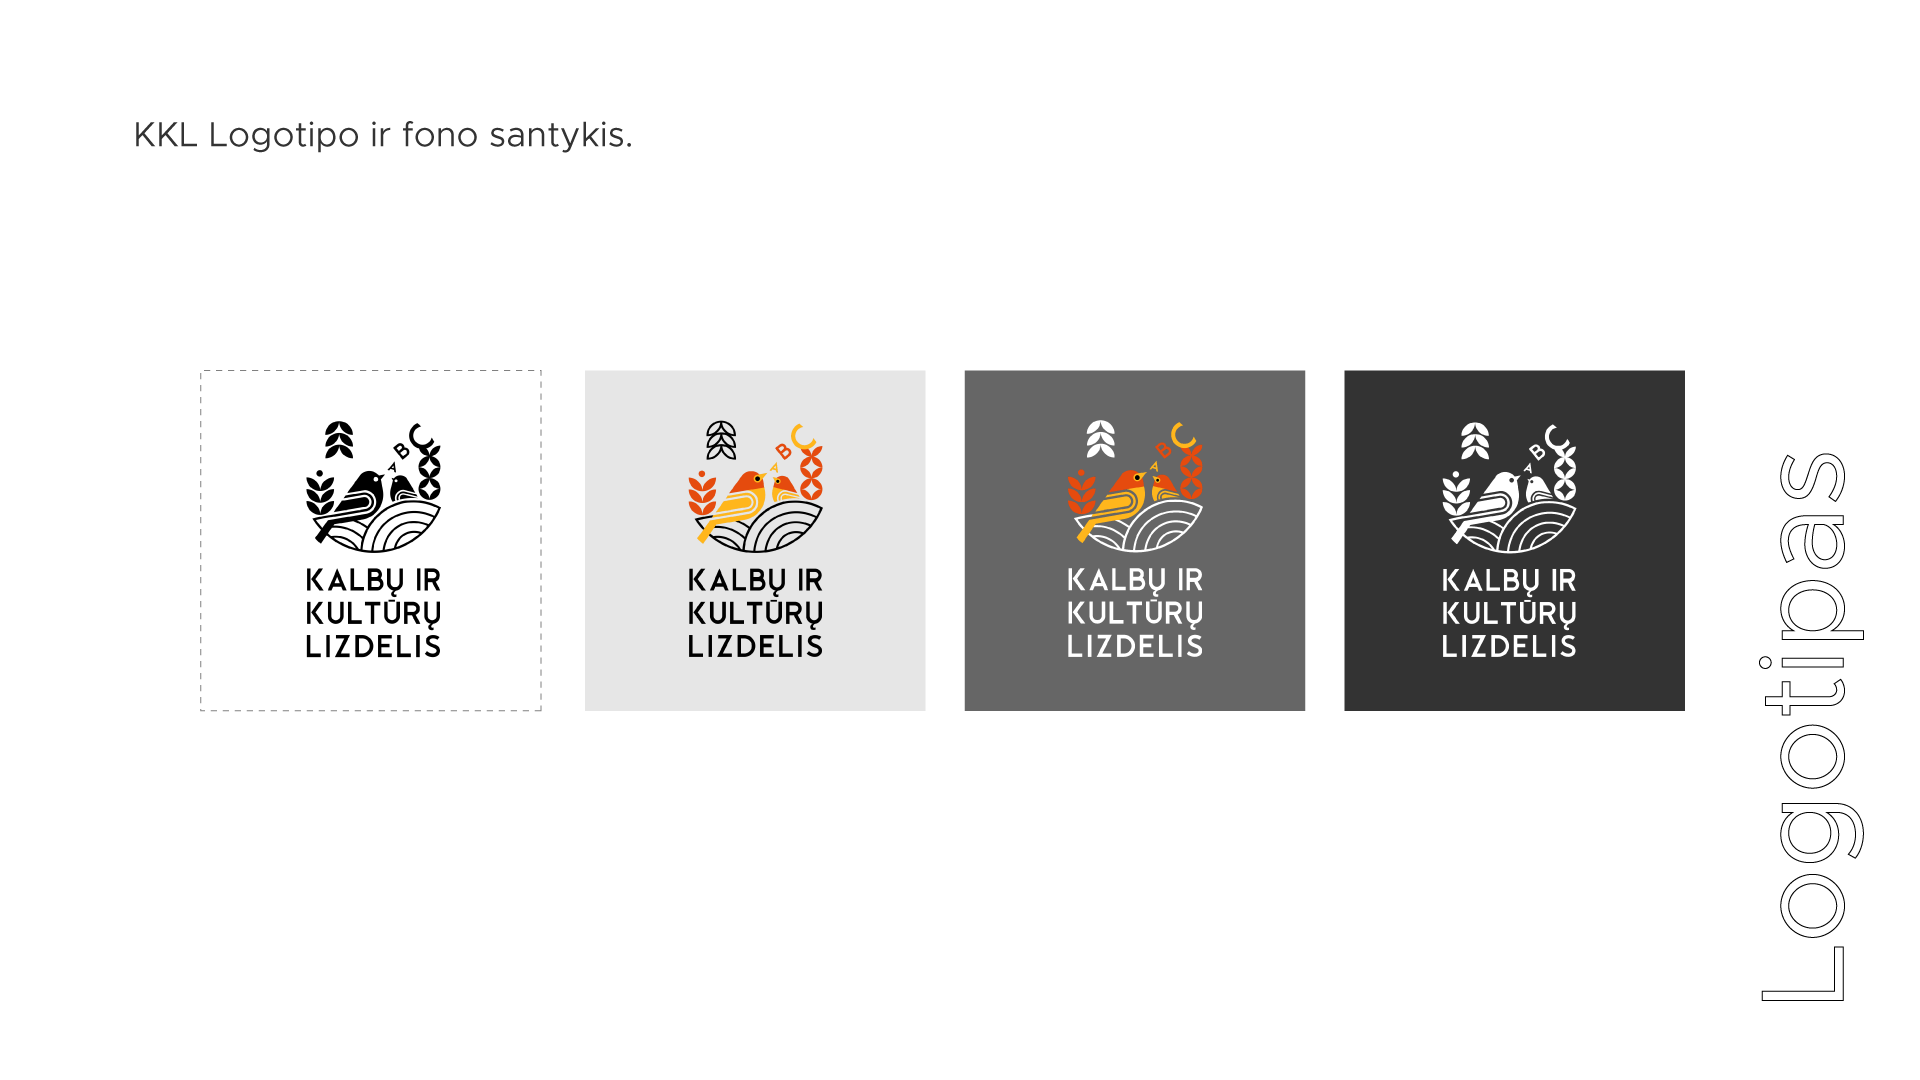 KKL Logotipo ir fono santykis.
A B C
KALBŲ IR
KULTŪRŲ
LIZDELIS
A B C
KALBŲ IR
KULTŪRŲ
LIZDELIS
A B C
KALBŲ IR
KULTŪRŲ
LIZDELIS
A B C
KALBŲ IR
KULTŪRŲ
LIZDELIS
Logotipas